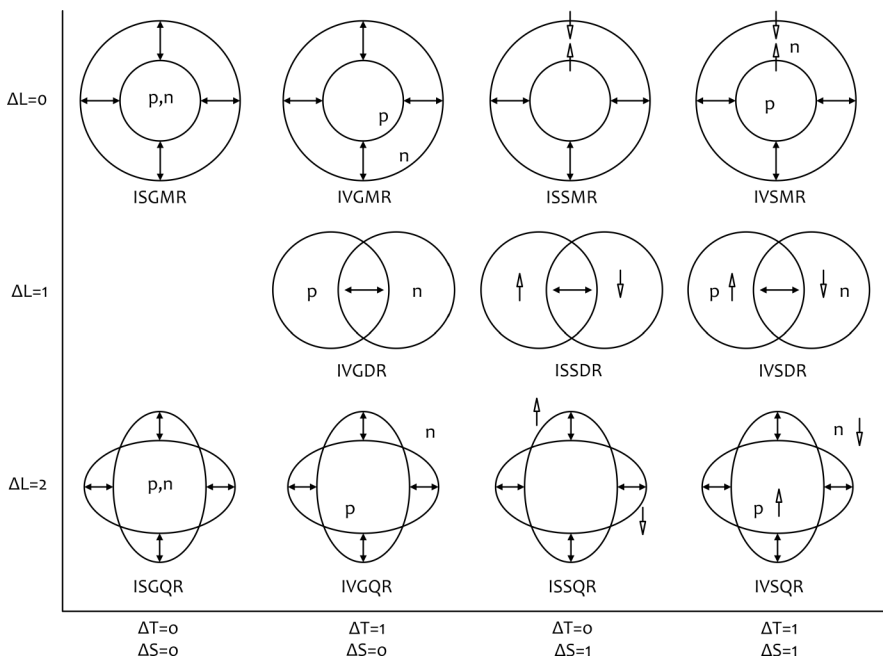 ΔL=0
p,n
p
n
n
p
ISGMR
IVGMR
ISSMR
IVSMR
ΔL=1
p
n
p
n
IVGDR
ISSDR
IVSDR
ΔL=2
p,n
n
p
n
p
ISGQR
IVGQR
ISSQR
IVSQR
ΔT=0
ΔS=0
ΔT=1
ΔS=0
ΔT=0
ΔS=1
ΔT=1
ΔS=1